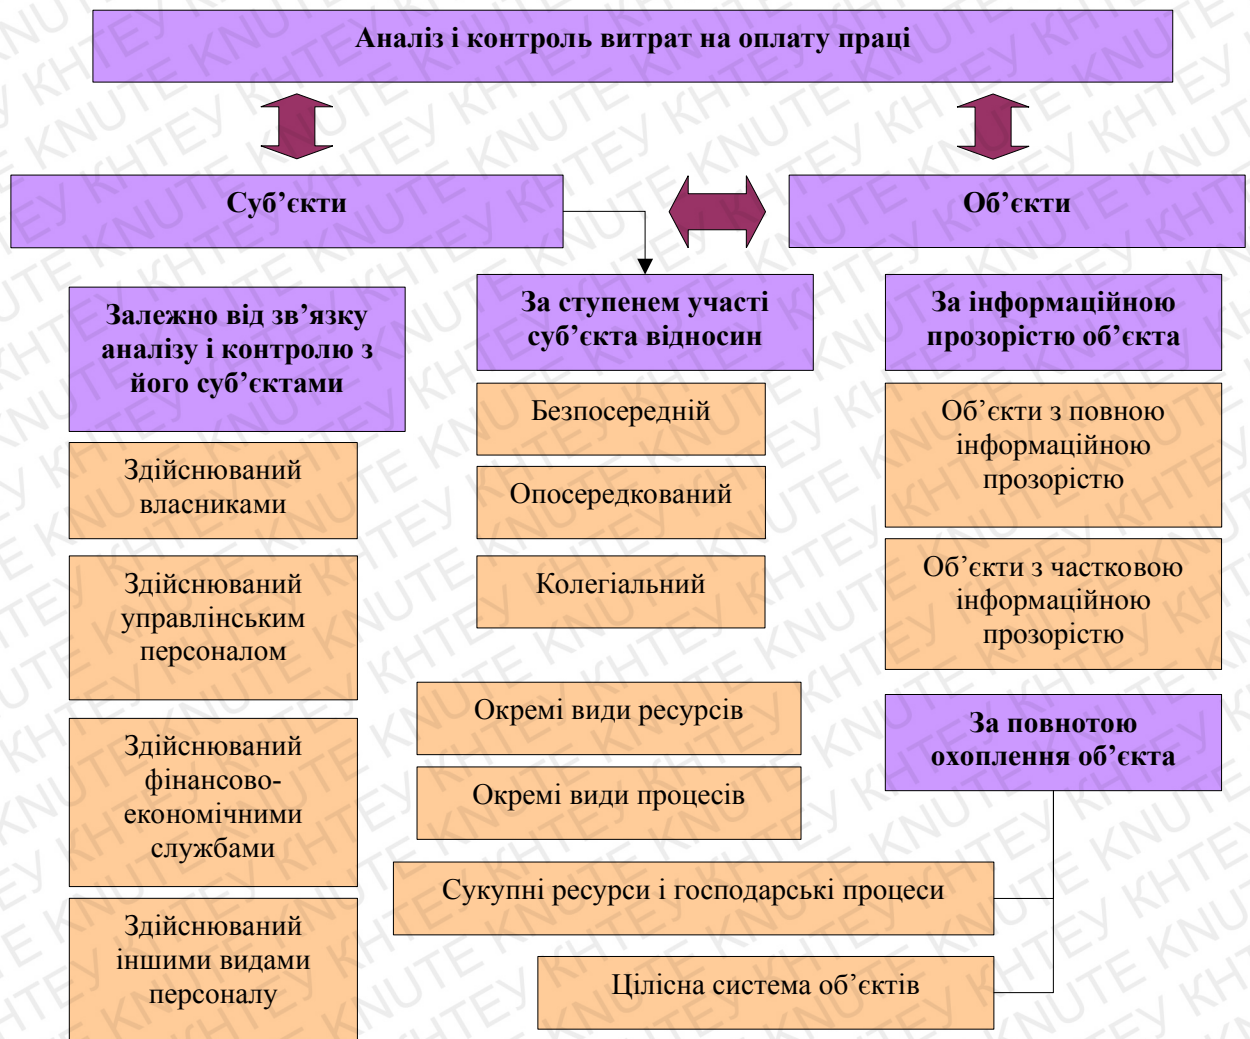 Аналіз і контроль витрат на оплату праці
Суб’єкти
Об’єкти
Залежно від зв’язку
аналізу і контролю з
його суб’єктами
Здійснюваний
власниками
Здійснюваний
управлінським
персоналом
Здійснюваний
фінансово-
економічними
службами
Здійснюваний
іншими видами
персоналу
За ступенем участі
суб’єкта відносин
Безпосередній
Опосередкований
Колегіальний
За інформаційною
прозорістю об’єкта
Об’єкти з повною
інформаційною
прозорістю
Об’єкти з частковою
інформаційною
прозорістю
За повнотою
охоплення об’єкта
Окремі види ресурсів
Окремі види процесів
Сукупні ресурси і господарські процеси
Цілісна система об’єктів